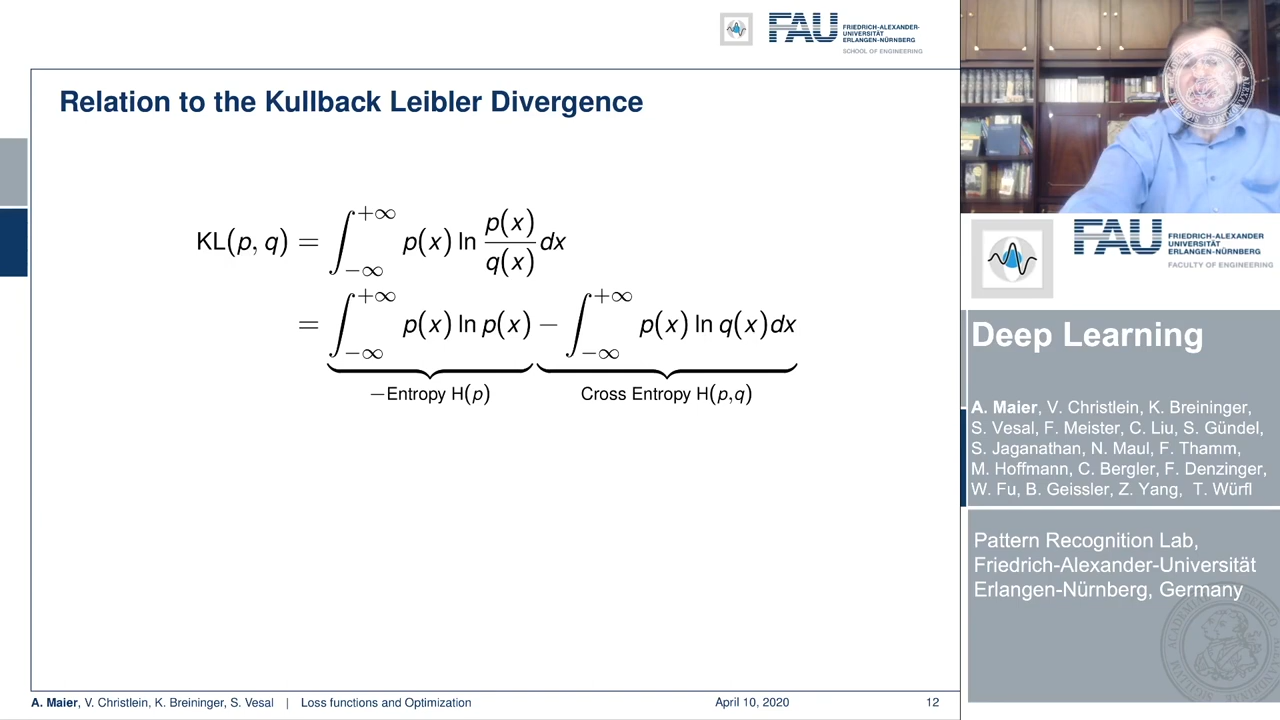 FAU
FRIEDRICH-ALEXANDER-
UNIVERSITÄT
ERLANGEN-NÜRNBERG
SCHOOL OF ENGINEERING
Relation to the Kullback Leibler Divergence
KL(p, q) = ∫_{−∞}^{+∞} p(x) ln p(x)/q(x) dx
= ∫_{−∞}^{+∞} p(x) ln p(x) − ∫_{−∞}^{+∞} p(x) ln q(x)dx
−Entropy H(p) Cross Entropy H(p,q)
A. Maier, V. Christlein, K. Breininger, S. Vesal | Loss functions and Optimization April 10, 2020 12
FAU
FRIEDRICH-ALEXANDER
UNIVERSITÄT
ERLANGEN-NÜRNBERG
FACULTY OF ENGINEERING
Deep Learning
A. Maier, V. Christlein, K. Breininger,
S. Vesal, F. Meister, C. Liu, S. Gündel,
S. Jaganathan, N. Maul, F. Thamm,
M. Hoffmann, C. Bergler, F. Denzinger,
W. Fu, B. Geissler, Z. Yang, T. Würfl
Pattern Recognition Lab,
Friedrich-Alexander-Universität
Erlangen-Nürnberg, Germany